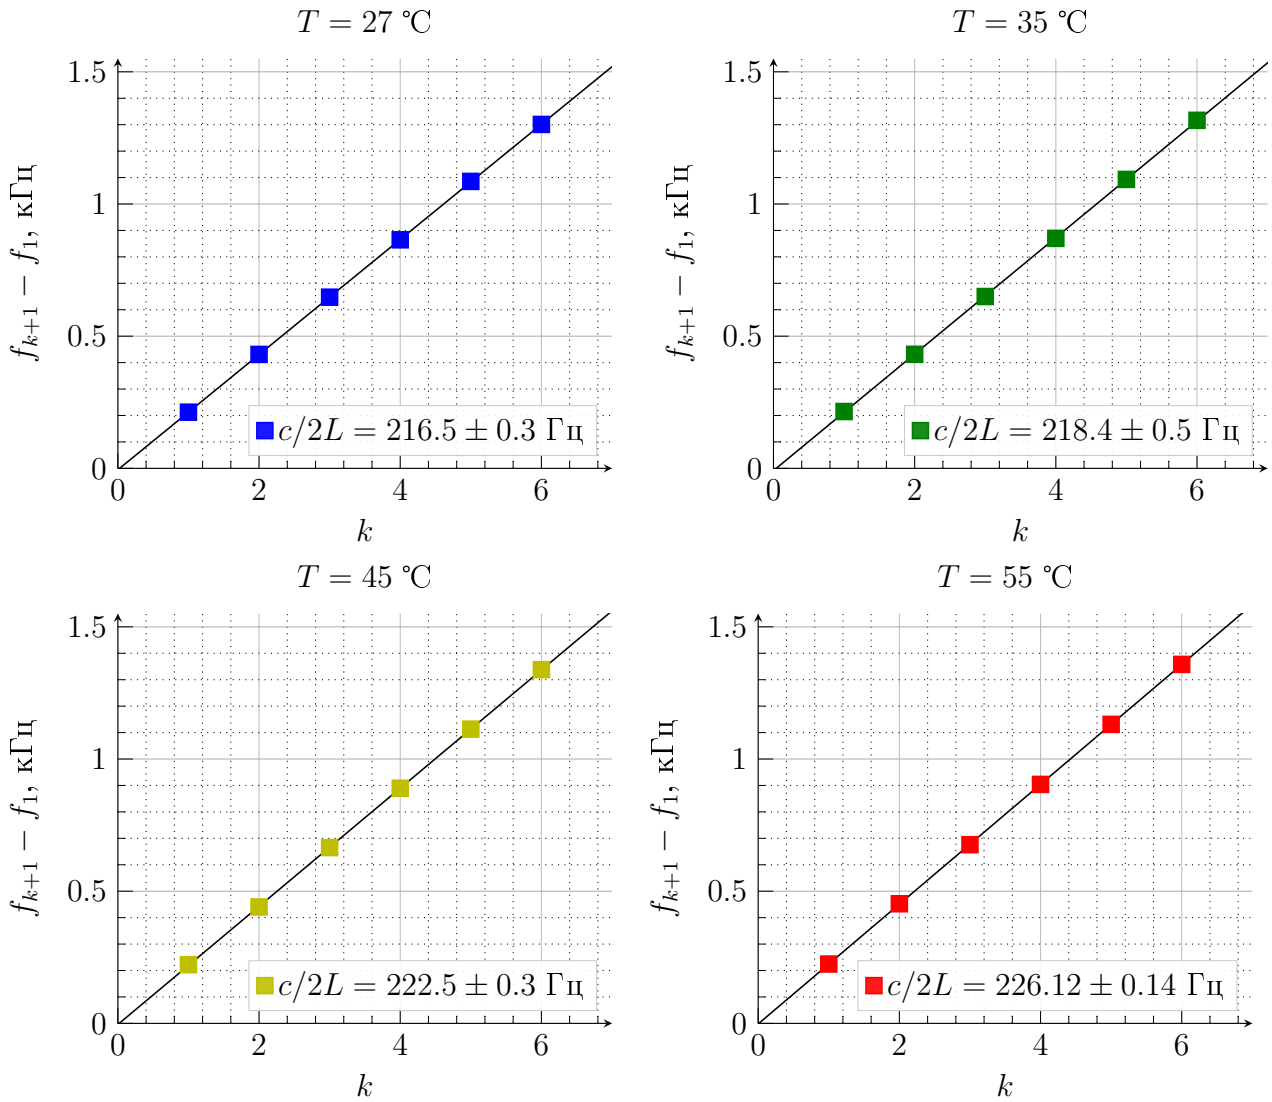 T = 27 ℃
1.5
1
0.5
0
f_{k+1} − f_1, кГц
0 2 4 6
k
c/2L = 216.5 ± 0.3 Гц
T = 35 ℃
1.5
1
0.5
0
f_{k+1} − f_1, кГц
0 2 4 6
k
c/2L = 218.4 ± 0.5 Гц
T = 45 ℃
1.5
1
0.5
0
f_{k+1} − f_1, кГц
0 2 4 6
k
c/2L = 222.5 ± 0.3 Гц
T = 55 ℃
1.5
1
0.5
0
f_{k+1} − f_1, кГц
0 2 4 6
k
c/2L = 226.12 ± 0.14 Гц